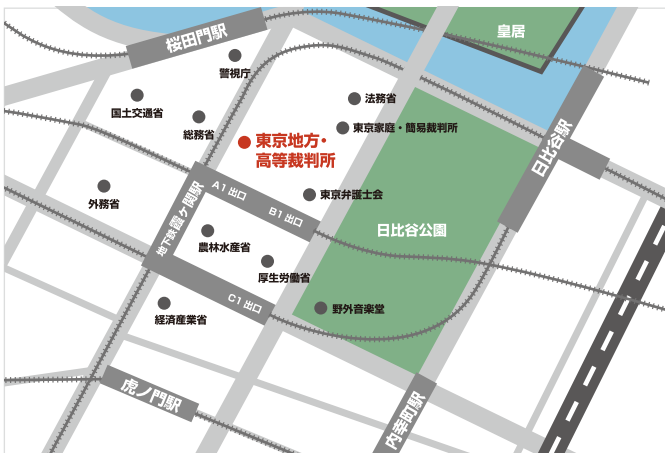 皇居
桜田門駅
警視庁
国土交通省
法務省
総務省
東京家庭・簡易裁判所
東京地方・
高等裁判所
日比谷駅
外務省
地下鉄霞ヶ関駅
A1 出口
東京弁護士会
B1 出口
日比谷公園
農林水産省
厚生労働省
C1 出口
経済産業省
野外音楽堂
虎ノ門駅
内幸町駅